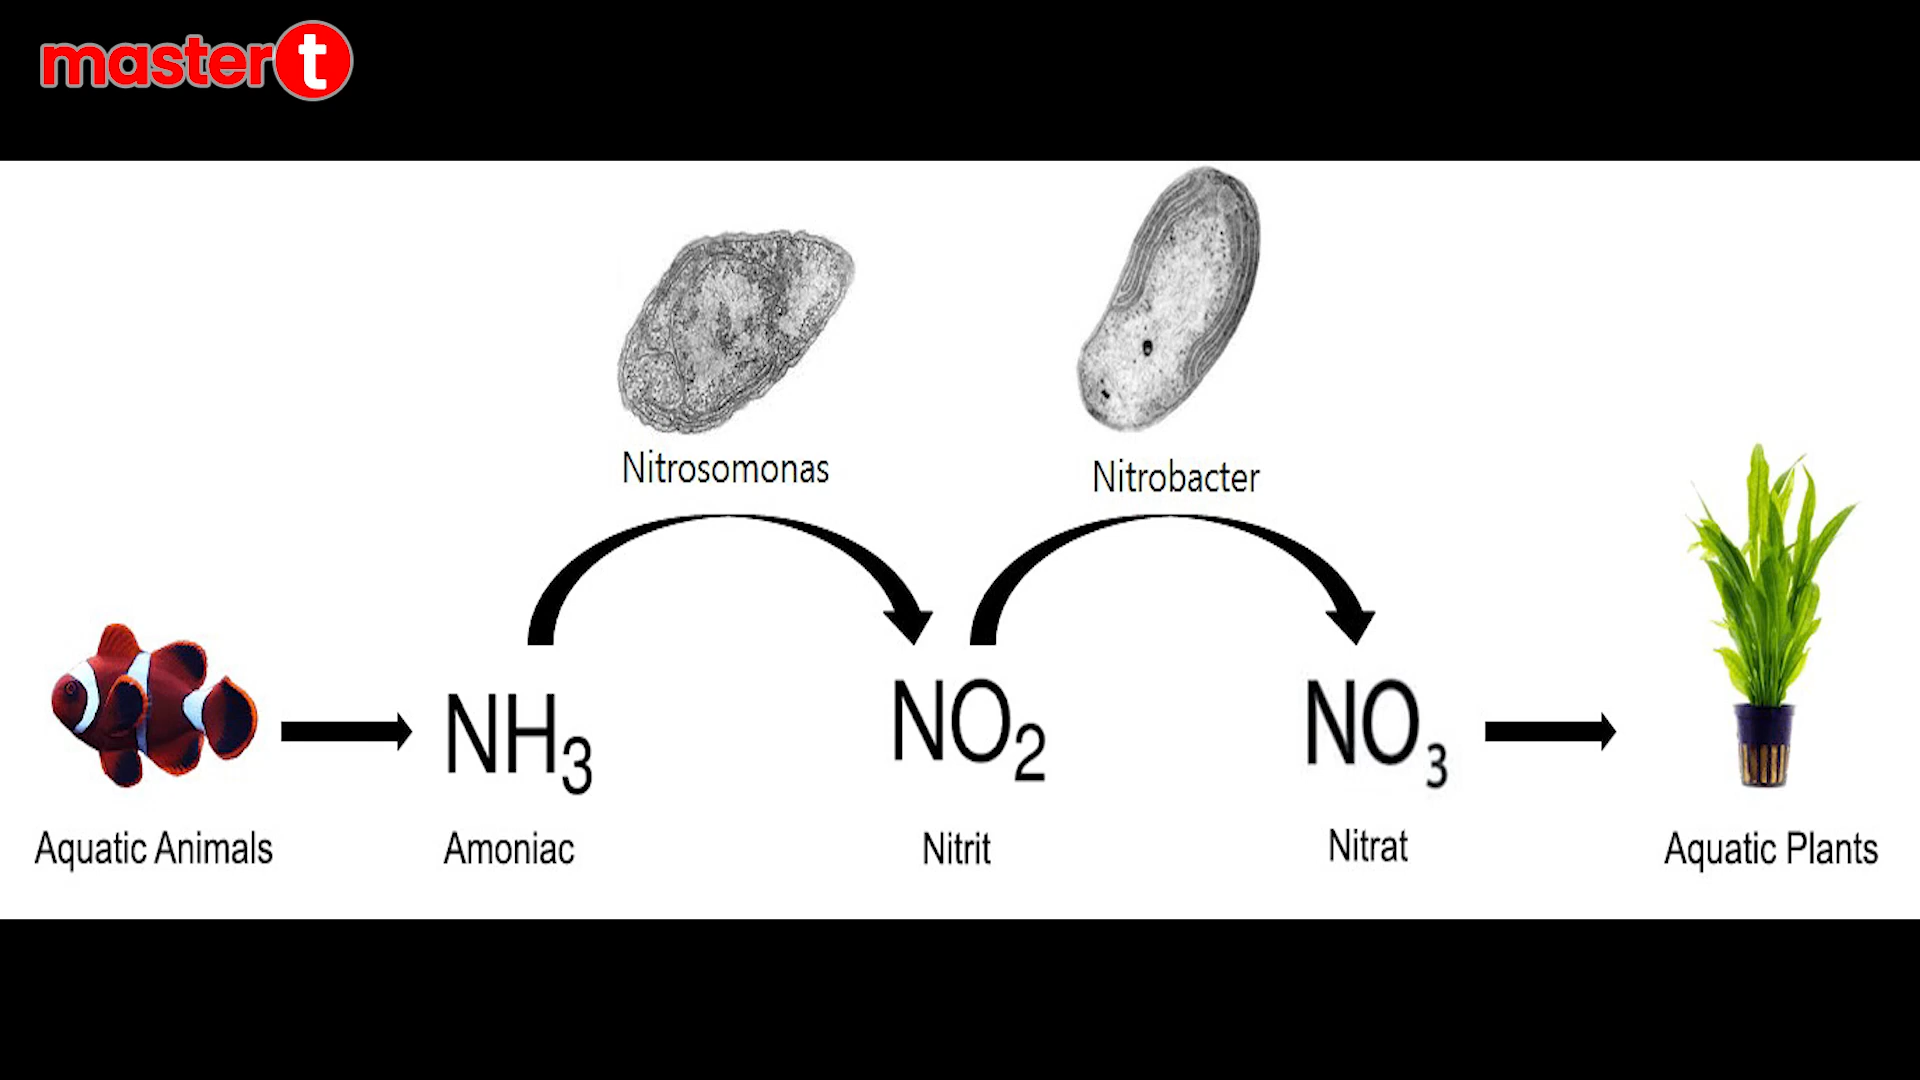 mastert
Nitrosomonas
Nitrobacter
NH₃
NO₂
NO₃
Aquatic Animals
Amoniac
Nitrit
Nitrat
Aquatic Plants